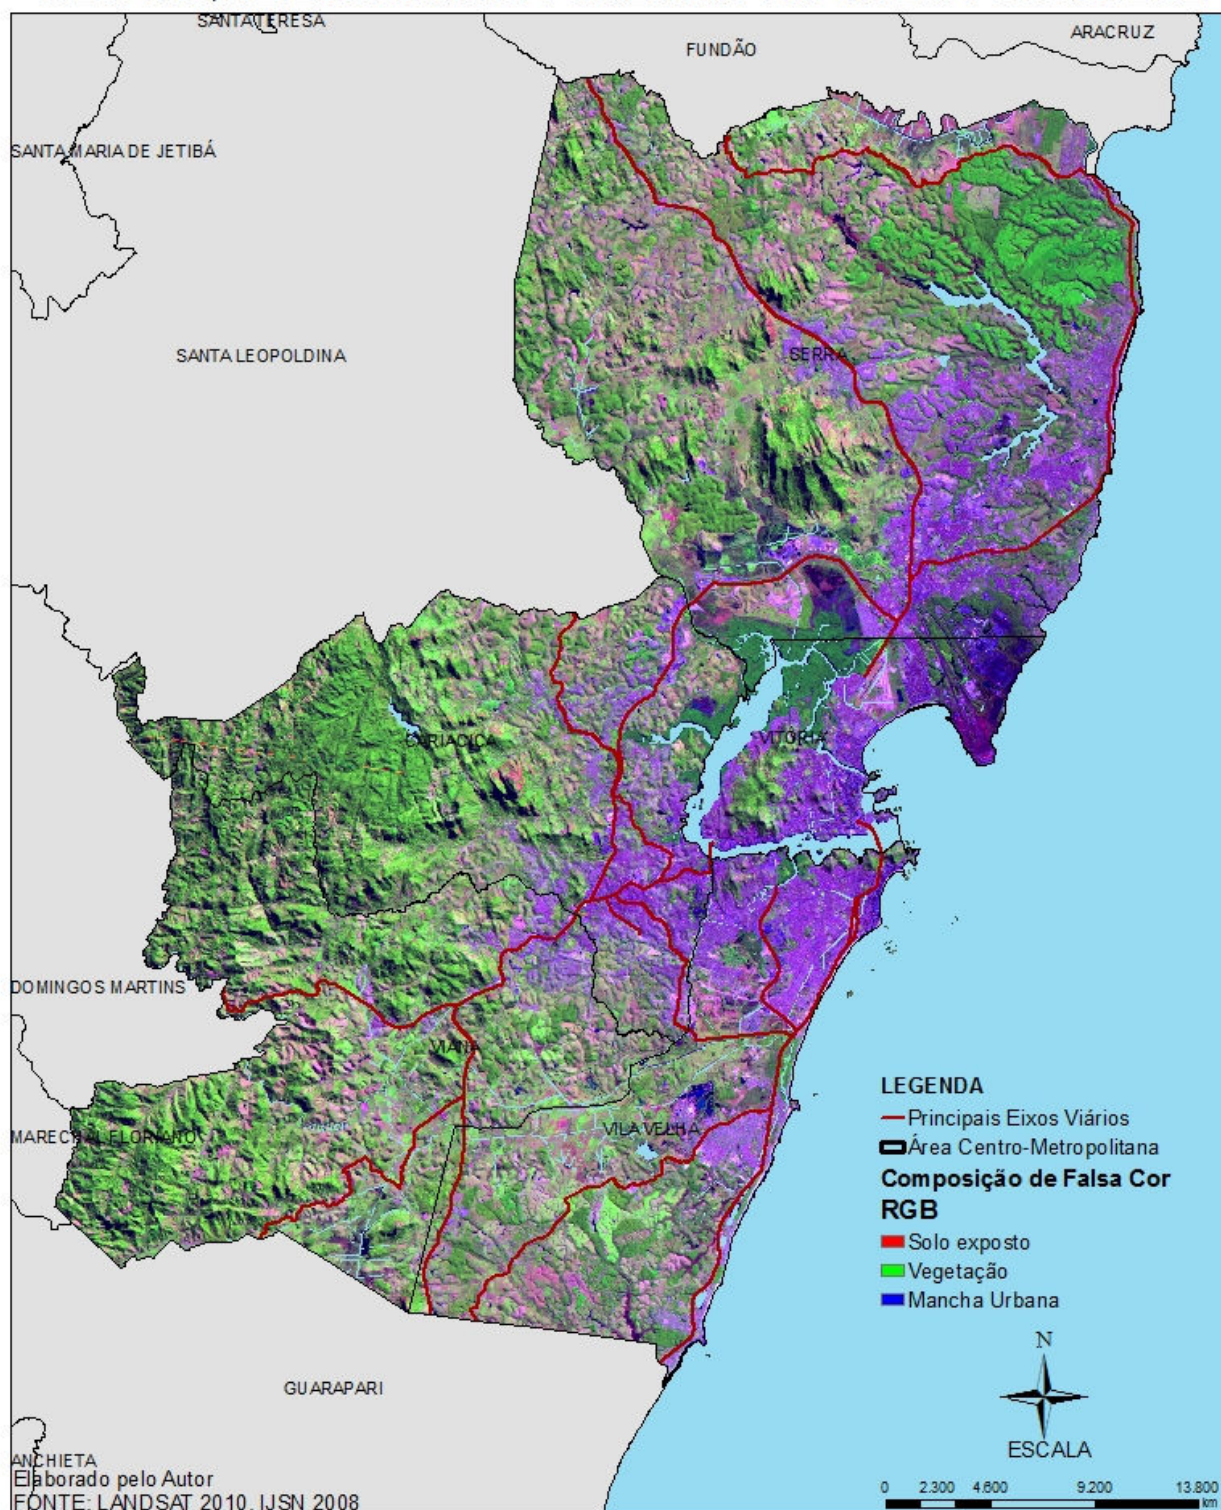 SANTA TERESA
ARACRUZ
FUNDÃO
SANTA MARIA DE JETIBÁ
SANTA LEOPOLDINA
SERRA
CARIACICA
VITÓRIA
DOMINGOS MARTINS
VIANA
LEGENDA
Principais Eixos Viários
VILA VELHA
MARECHAL FLORIANO
Área Centro-Metropolitana
Composição de Falsa Cor
RGB
Solo exposto
Vegetação
Mancha Urbana
N
GUARAPARI
ESCALA
ANCHIETA
Elaborado pelo Autor
0 2.300 4.600 9.200 13.800
km
FONTE: LANDSAT 2010, IJSN 2008